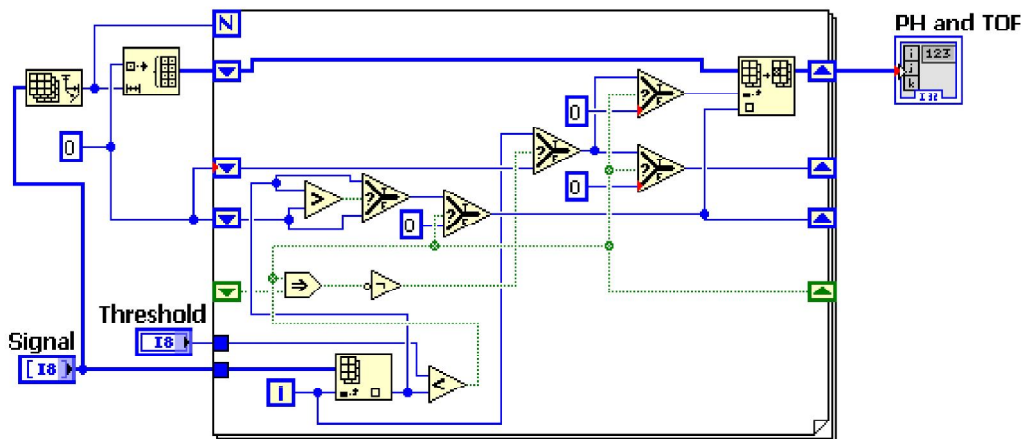 PH and TOF
N
i 123
j
k
I32
0
0
? T F
? T F
0
? T F
>
? T F
0
? T F
⇒
¬
Threshold
I8
Signal
[I8]
i
<